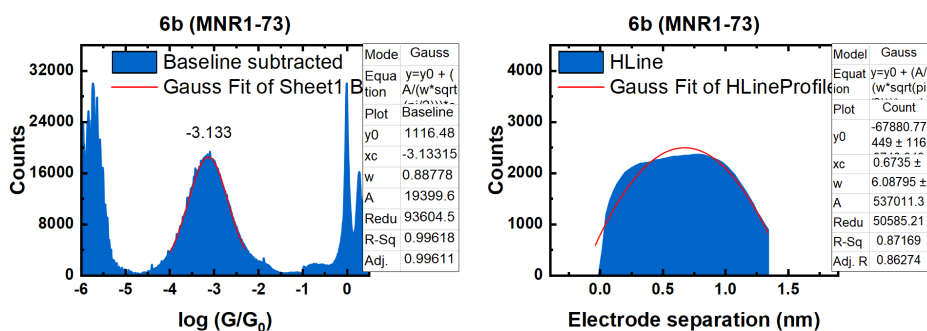 6b (MNR1-73)
Counts
32000
24000
16000
8000
0
Baseline subtracted
Gauss Fit of Sheet1 B
-3.133
-6 -5 -4 -3 -2 -1 0
log (G/G0)
Mode Gauss
Equa y=y0 + (
tion A/(w*sqrt
Plot Baseline
y0 1116.48
xc -3.13315
w 0.88778
A 19399.6
Redu 93604.5
R-Sq 0.99618
Adj. 0.99611
6b (MNR1-73)
Counts
4000
3000
2000
1000
0
HLine
Gauss Fit of HLineProfile
0.0 0.5 1.0 1.5
Electrode separation (nm)
Model Gauss
Equat y=y0 + (A/
ion (w*sqrt(pi
Plot Count
y0 -67880.77
449 ± 116
xc 0.6735 ±
w 6.08795 ±
A 537011.3
Redu 50585.21
R-Sq 0.87169
Adj. R 0.86274